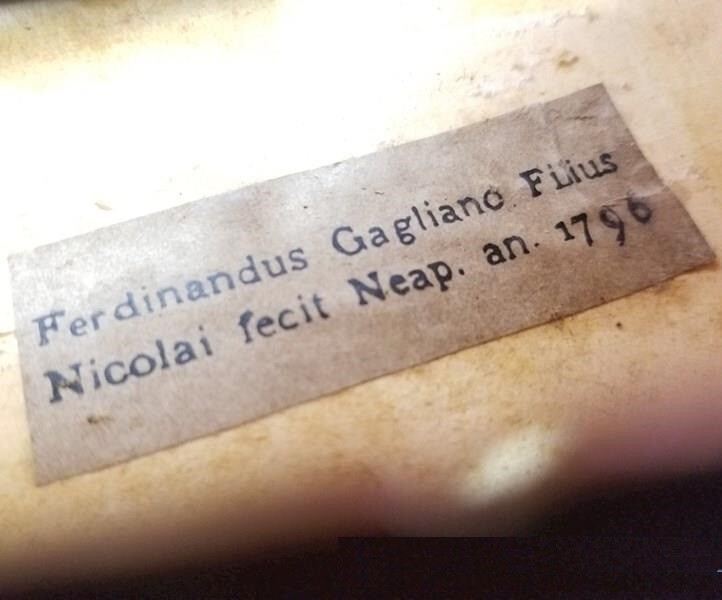 Ferdinandus Gagliano Filius
Nicolai fecit Neap. an. 1796